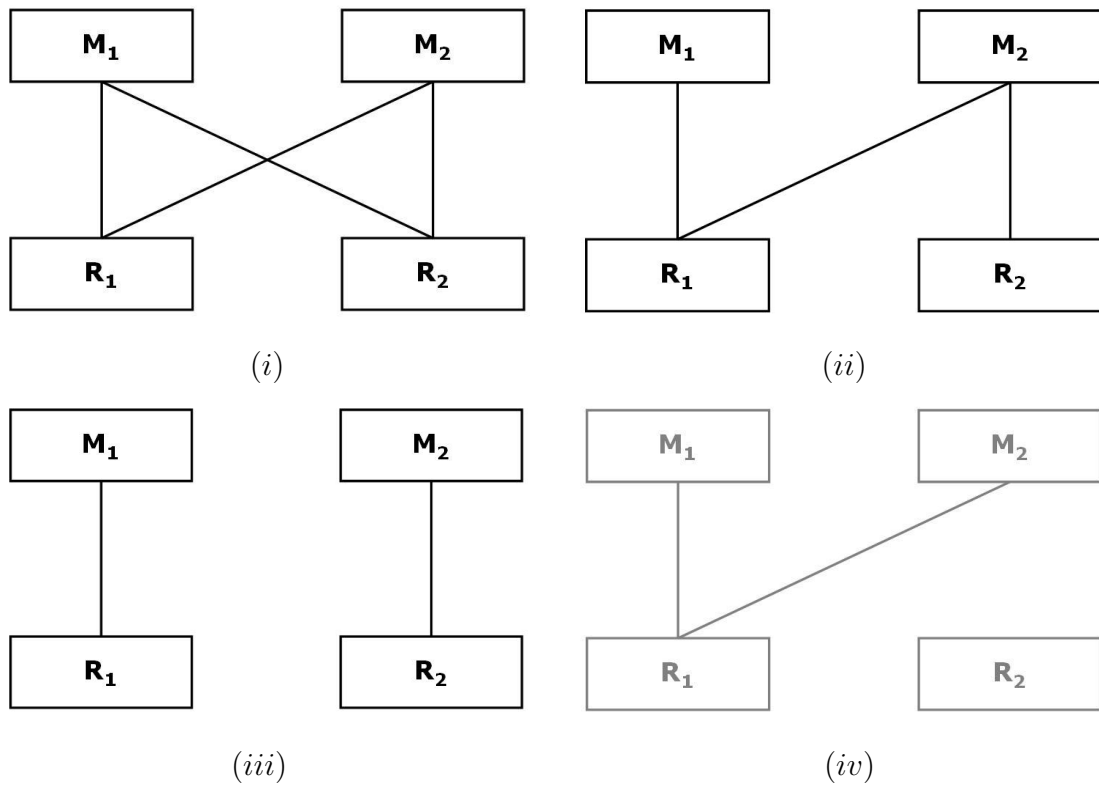 M₁ M₂ M₁ M₂
R₁ R₂ R₁ R₂
(i) (ii)
M₁ M₂ M₁ M₂
R₁ R₂ R₁ R₂
(iii) (iv)